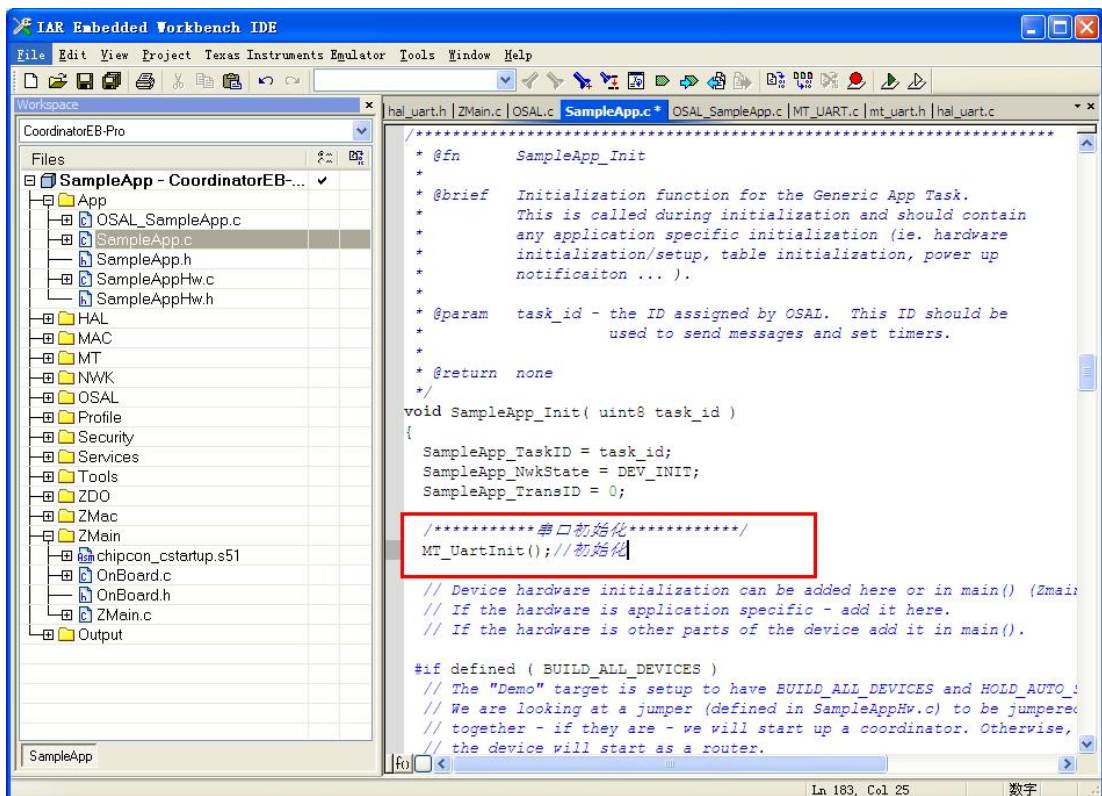 IAR Embedded Workbench IDE
File Edit View Project Texas Instruments Emulator Tools Window Help
Workspace
CoordinatorEB-Pro
Files
SampleApp - CoordinatorEB-...
App
OSAL_SampleApp.c
SampleApp.c
SampleApp.h
SampleAppHw.c
SampleAppHw.h
HAL
MAC
MT
NWK
OSAL
Profile
Security
Services
Tools
ZDO
ZMac
ZMain
chipcon_cstartup.s51
OnBoard.c
OnBoard.h
ZMain.c
Output
SampleApp
hal_uart.h | ZMain.c | OSAL.c | SampleApp.c * | OSAL_SampleApp.c | MT_UART.c | mt_uart.h | hal_uart.c
/*********************************************************************
* @fn SampleApp_Init
*
* @brief Initialization function for the Generic App Task.
* This is called during initialization and should contain
* any application specific initialization (ie. hardware
* initialization/setup, table initialization, power up
* notificaiton ... ).
*
* @param task_id - the ID assigned by OSAL. This ID should be
* used to send messages and set timers.
*
* @return none
*/
void SampleApp_Init( uint8 task_id )
{
SampleApp_TaskID = task_id;
SampleApp_NwkState = DEV_INIT;
SampleApp_TransID = 0;
/***********串口初始化************/
MT_UartInit();//初始化
// Device hardware initialization can be added here or in main() (Zmain
// If the hardware is application specific - add it here.
// If the hardware is other parts of the device add it in main().
#if defined ( BUILD_ALL_DEVICES )
// The "Demo" target is setup to have BUILD_ALL_DEVICES and HOLD_AUTO_S
// We are looking at a jumper (defined in SampleAppHw.c) to be jumpered
// together - if they are - we will start up a coordinator. Otherwise,
// the device will start as a router.
Ln 183, Col 25 数字